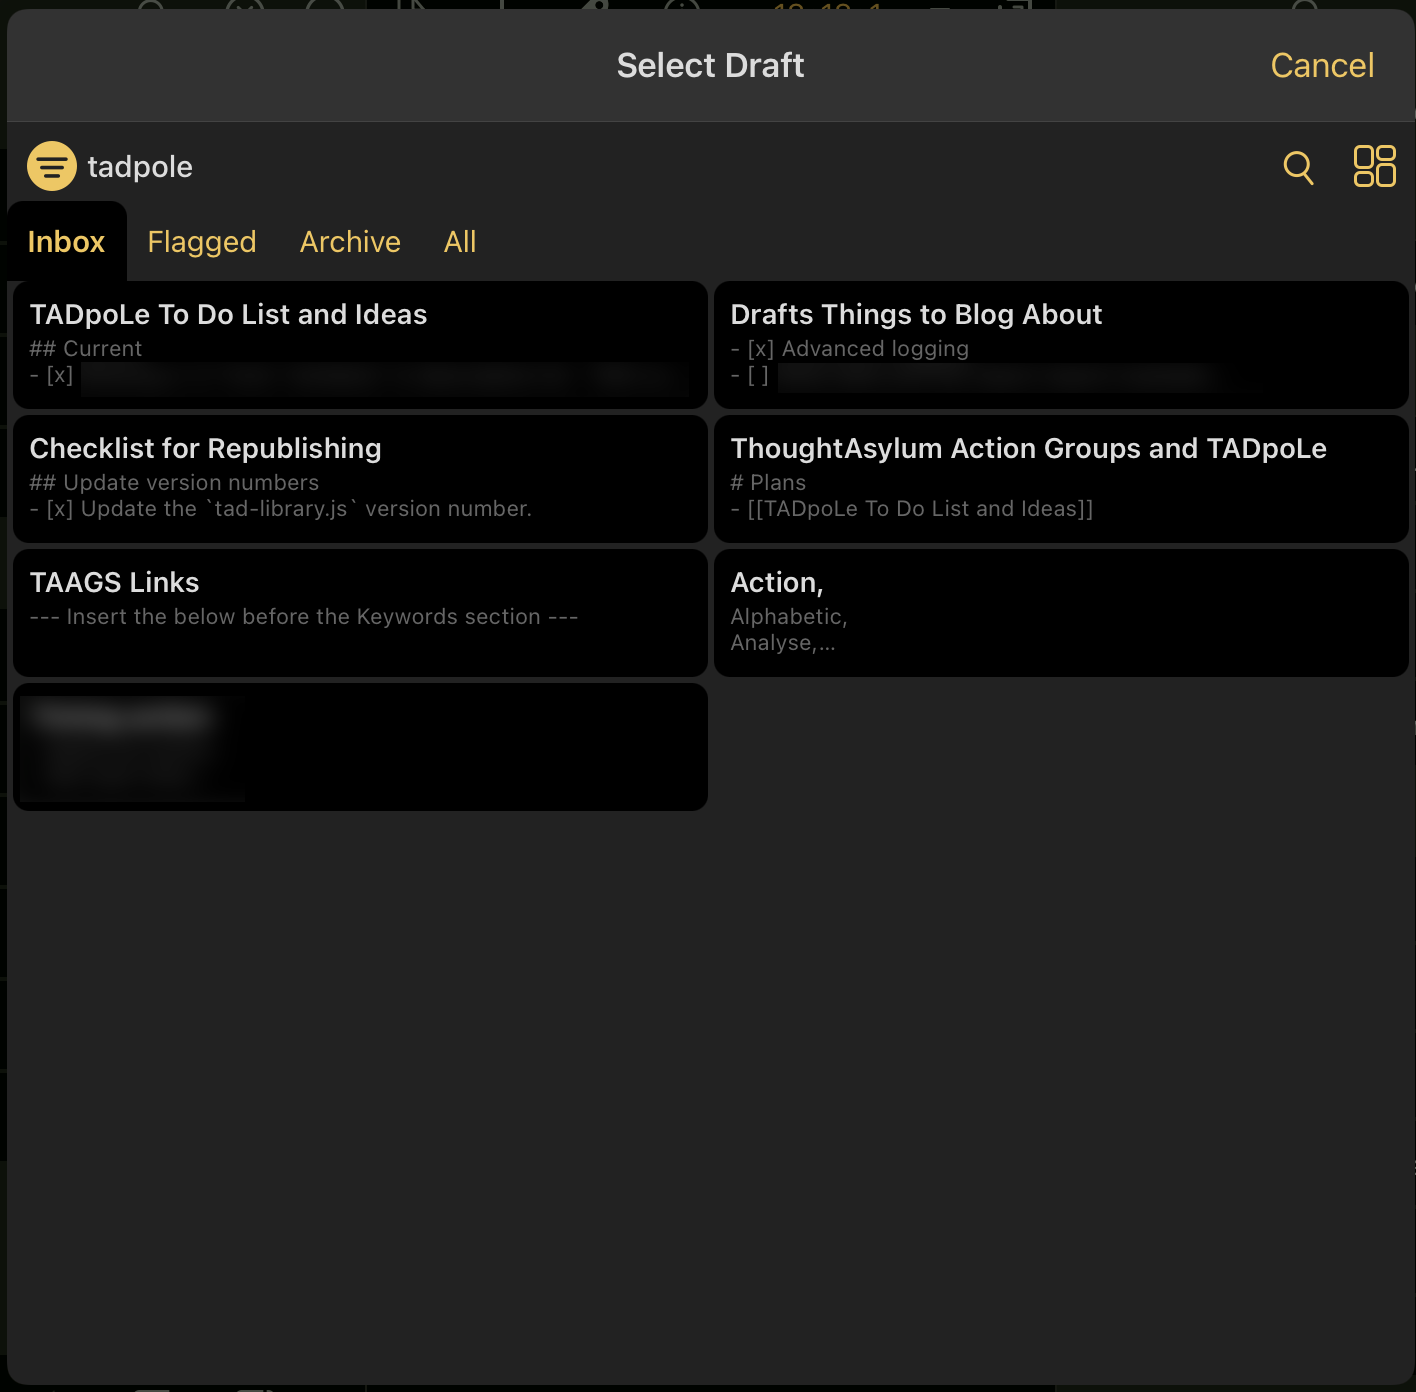 Select Draft
Cancel
tadpole
Inbox
Flagged
Archive
All
TADpoLe To Do List and Ideas
## Current
- [x]
Drafts Things to Blog About
- [x] Advanced logging
- [ ]
Checklist for Republishing
## Update version numbers
- [x] Update the `tad-library.js` version number.
ThoughtAsylum Action Groups and TADpoLe
# Plans
- [[TADpoLe To Do List and Ideas]]
TAAGS Links
--- Insert the below before the Keywords section ---
Action,
Alphabetic,
Analyse,...